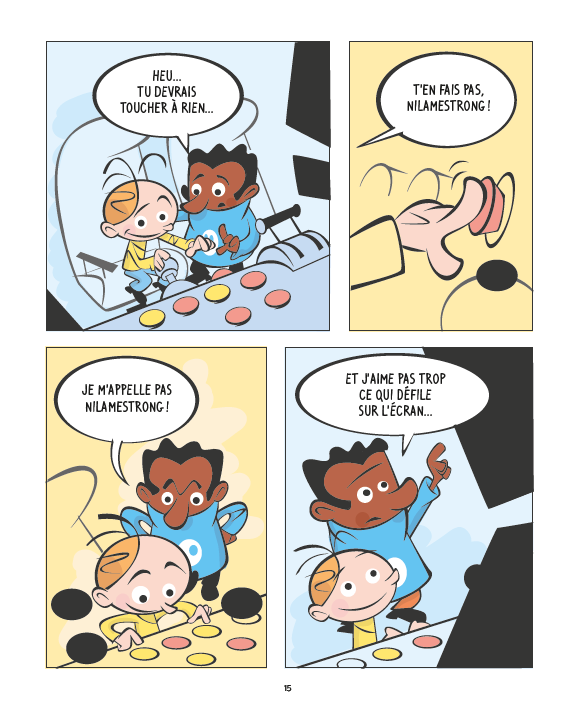 HEU...
TU DEVRAIS
TOUCHER À RIEN...
T'EN FAIS PAS,
NILAMESTRONG !
JE M'APPELLE PAS
NILAMESTRONG !
ET J'AIME PAS TROP
CE QUI DÉFILE
SUR L'ÉCRAN...
15